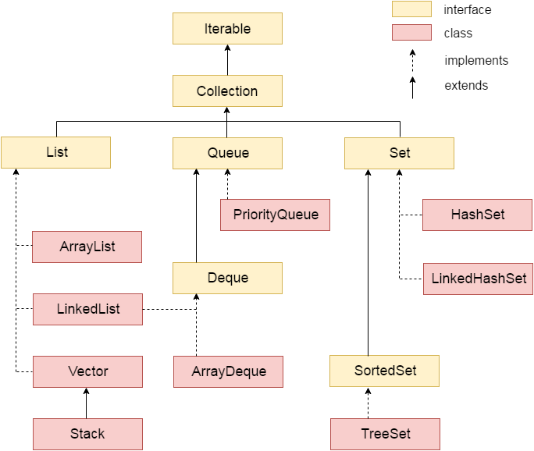 interface
Iterable
class
implements
Collection
extends
List
Queue
Set
PriorityQueue
HashSet
ArrayList
Deque
LinkedHashSet
LinkedList
Vector
ArrayDeque
SortedSet
Stack
TreeSet